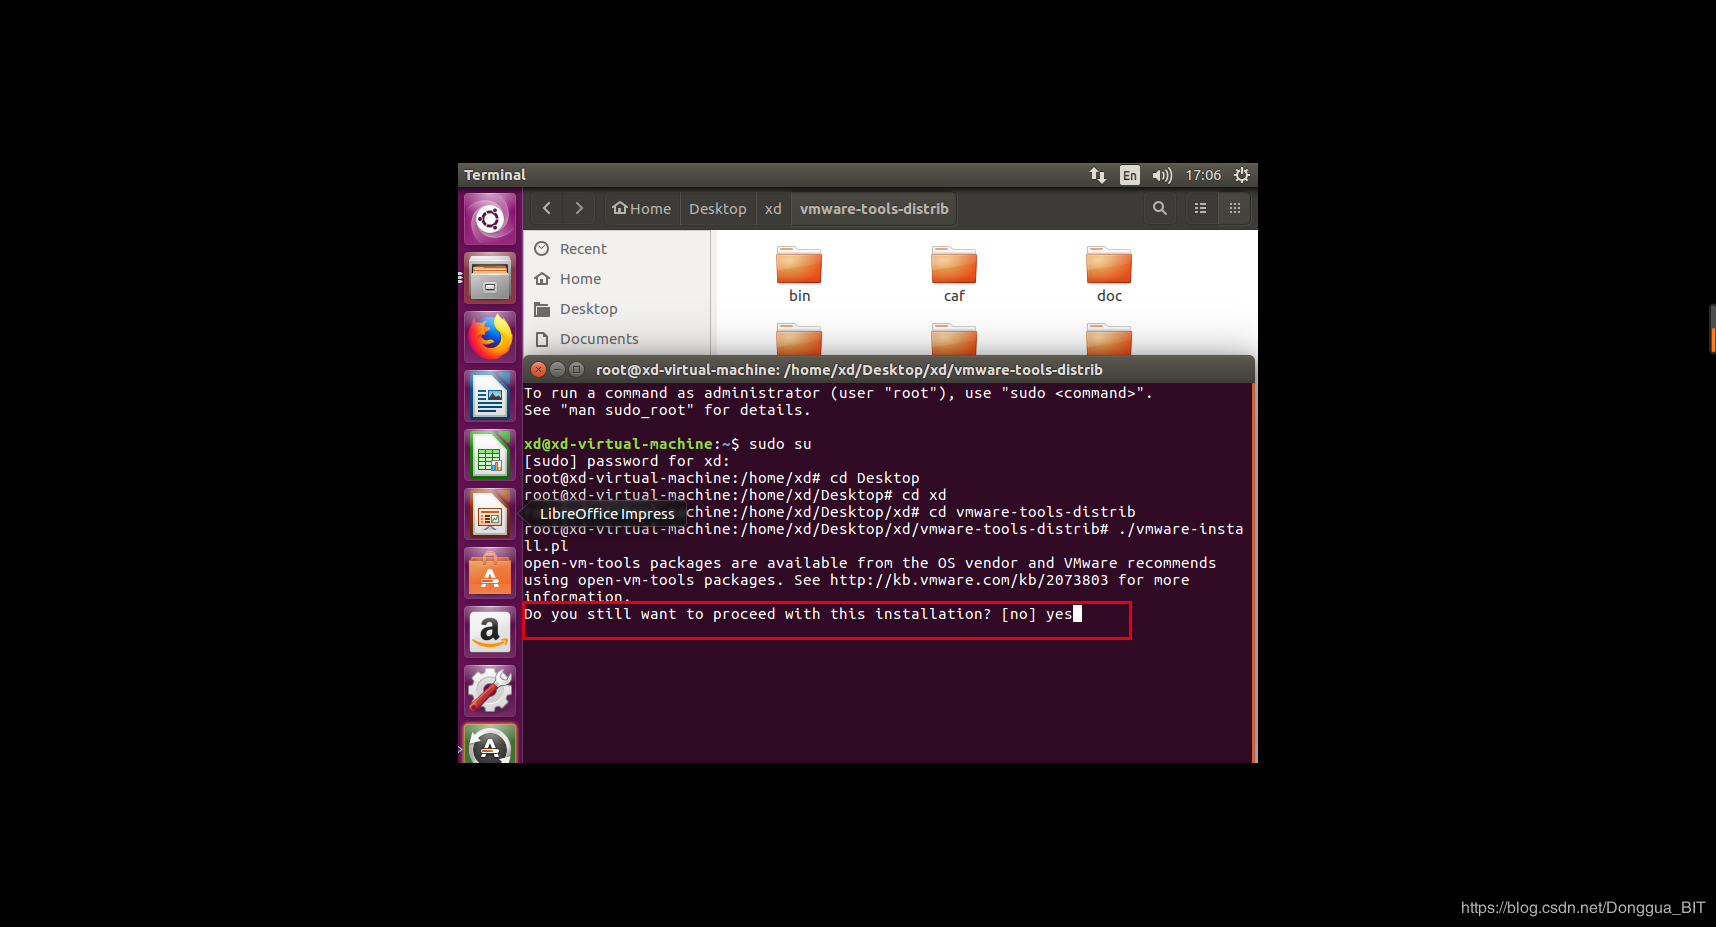 Terminal
En
17:06
Home
Desktop
xd
vmware-tools-distrib
Recent
Home
Desktop
Documents
bin
caf
doc
root@xd-virtual-machine: /home/xd/Desktop/xd/vmware-tools-distrib
To run a command as administrator (user "root"), use "sudo <command>".
See "man sudo_root" for details.
xd@xd-virtual-machine:~$ sudo su
[sudo] password for xd:
root@xd-virtual-machine:/home/xd# cd Desktop
root@xd-virtual-machine:/home/xd/Desktop# cd xd
LibreOffice Impress
chine:/home/xd/Desktop/xd# cd vmware-tools-distrib
root@xd-virtual-machine:/home/xd/Desktop/xd/vmware-tools-distrib# ./vmware-insta
ll.pl
open-vm-tools packages are available from the OS vendor and VMware recommends
using open-vm-tools packages. See http://kb.vmware.com/kb/2073803 for more
information.
Do you still want to proceed with this installation? [no] yes
https://blog.csdn.net/Donggua_BIT